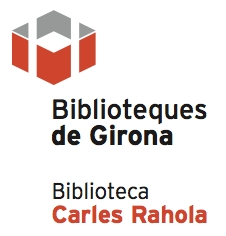 Biblioteques
de Girona
Biblioteca
Carles Rahola